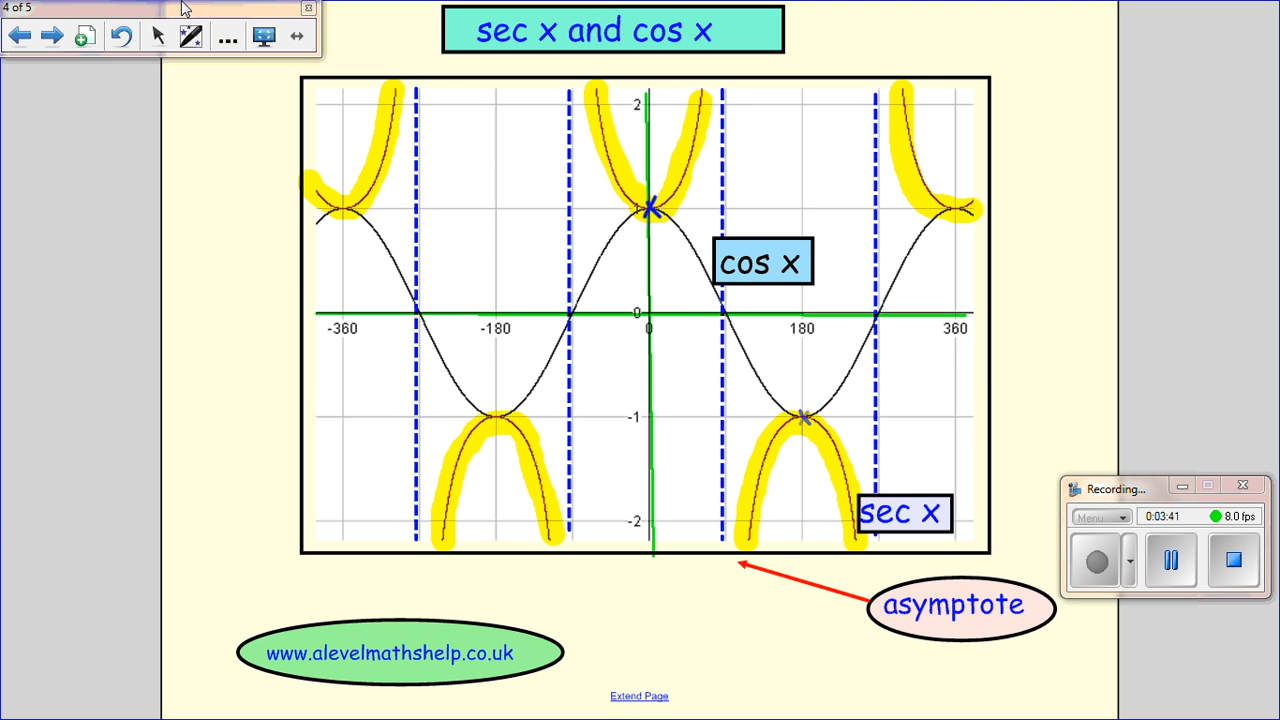 4 of 5
sec x and cos x
2
1
cos x
0
-360
-180
0
180
360
-1
-2
sec x
Recording...
Menu
0:03:41
8.0 fps
asymptote
www.alevelmathshelp.co.uk
Extend Page